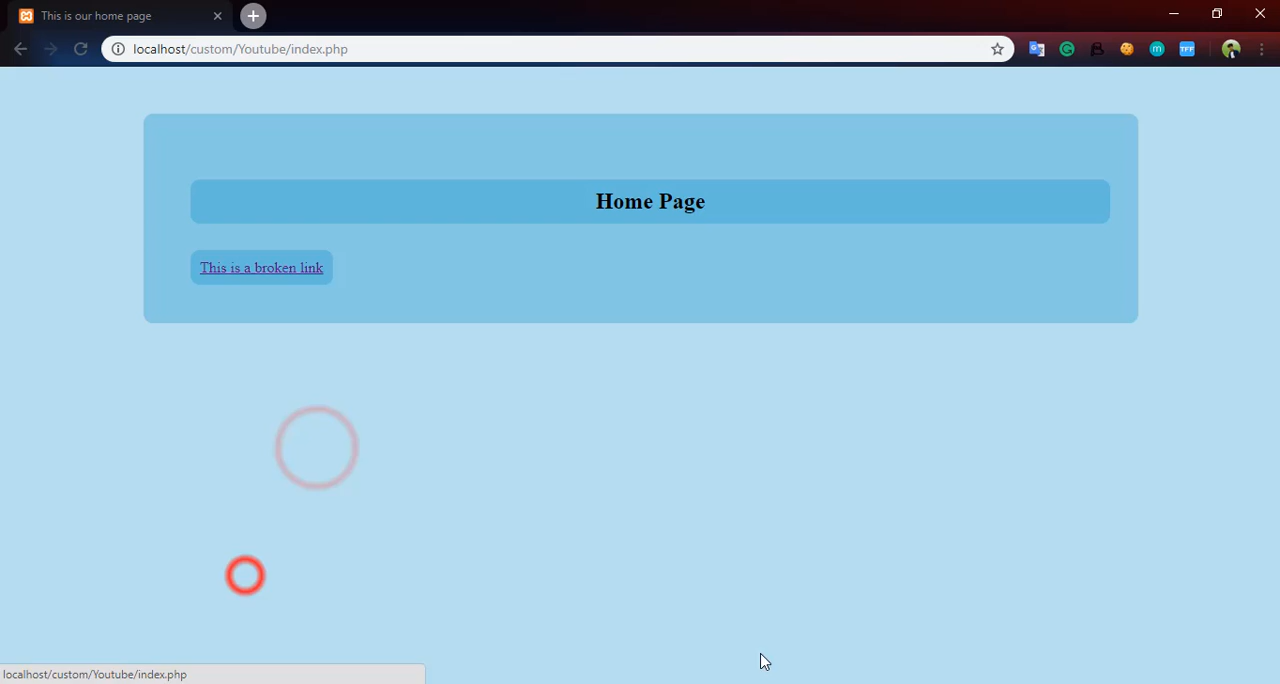 This is our home page
localhost/custom/Youtube/index.php
TFF
Home Page
This is a broken link
localhost/custom/Youtube/index.php